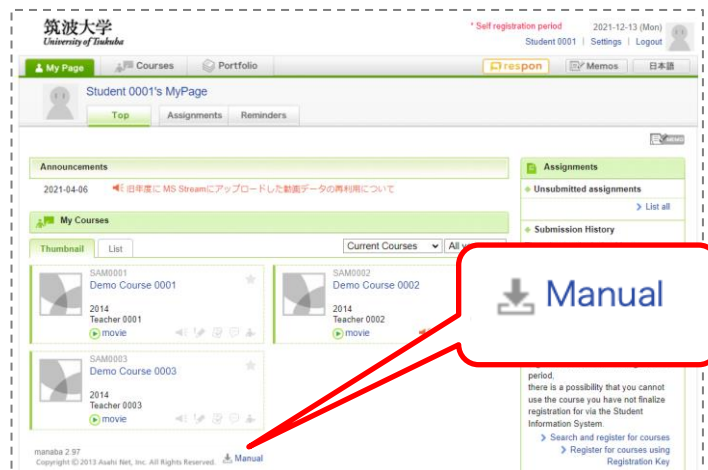 筑波大学
University of Tsukuba
* Self registration period 2021-12-13 (Mon)
Student 0001 | Settings | Logout
My Page Courses Portfolio respon Memos 日本語
Student 0001's MyPage
Top Assignments Reminders
MEMO
Announcements
2021-04-06 旧年度に MS Streamにアップロードした動画データの再利用について
My Courses
Thumbnail List Current Courses
SAM0001
Demo Course 0001
2014
Teacher 0001
movie
SAM0002
Demo Course 0002
2014
Teacher 0002
movie
SAM0003
Demo Course 0003
2014
Teacher 0003
movie
Assignments
Unsubmitted assignments
List all
Submission History
Manual
period,
there is a possibility that you cannot
use the course you have not finalize
registration for via the Student
Information System.
Search and register for courses
Register for courses using
Registration Key
manaba 2.97
Copyright © 2013 Asahi Net, Inc. All Rights Reserved. Manual